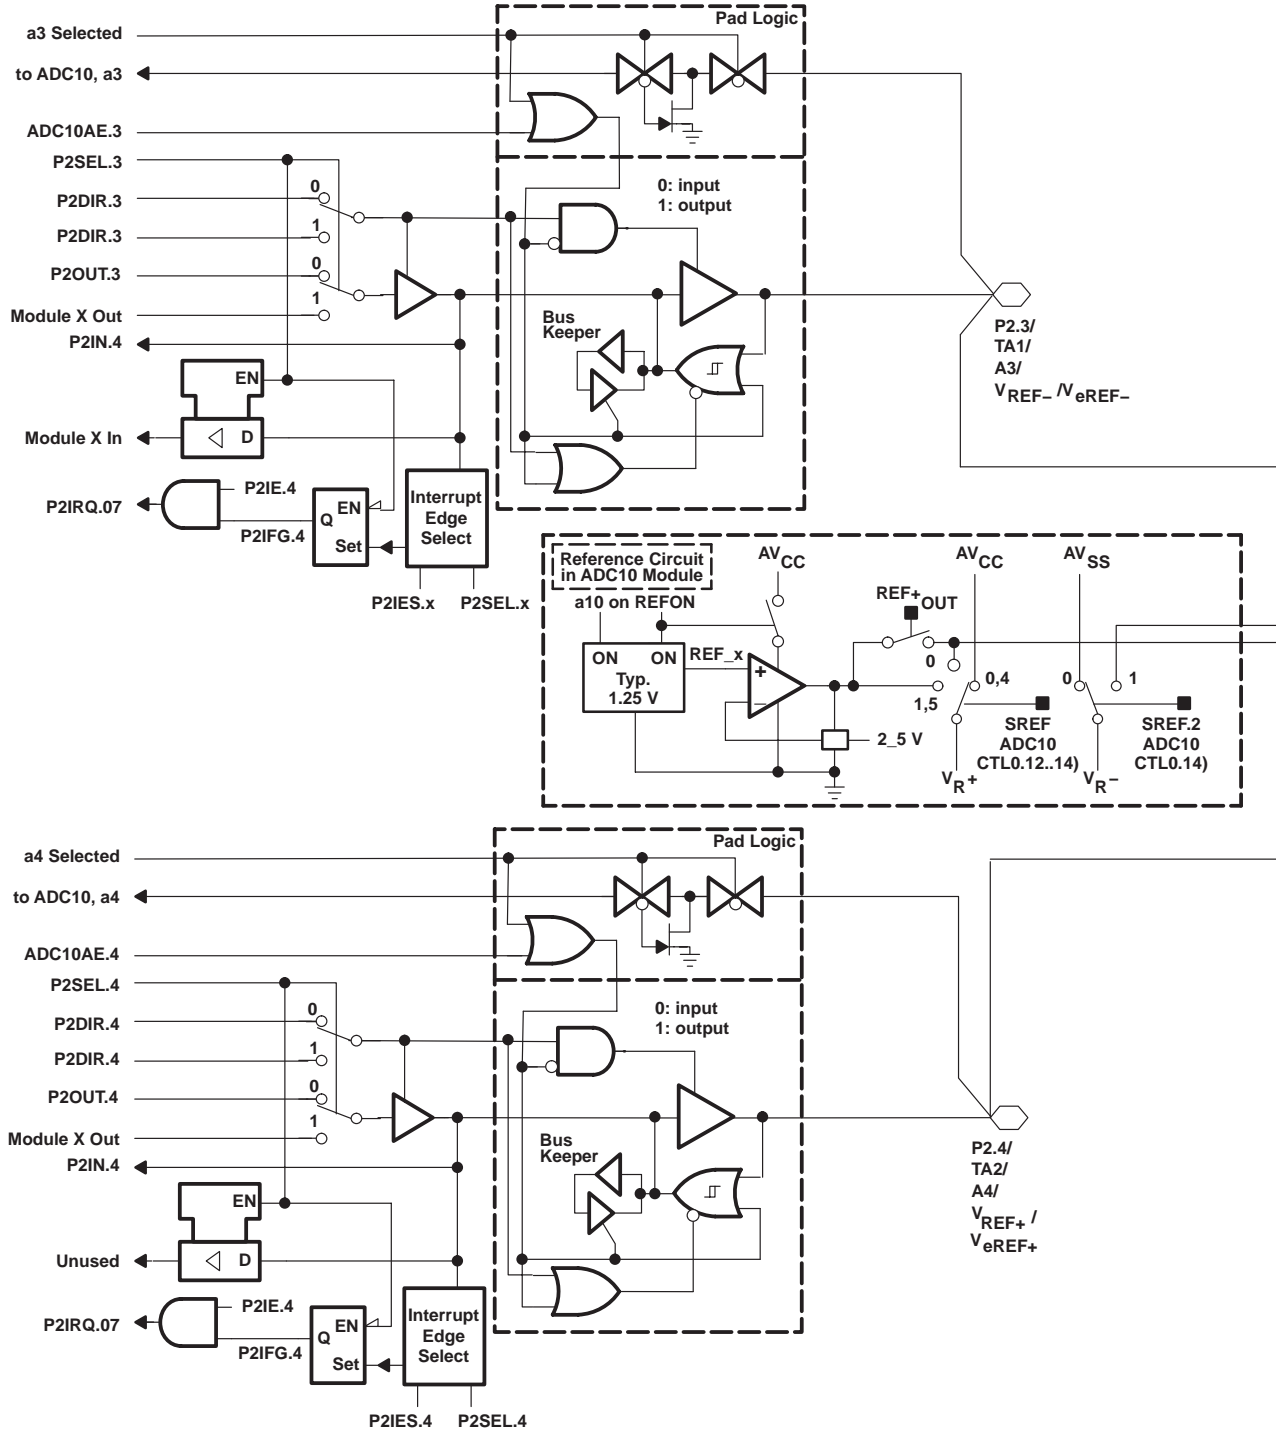 Pad Logic
a3 Selected
to ADC10, a3
ADC10AE.3
P2SEL.3
0: input
1: output
0
P2DIR.3
1
P2DIR.3
0
P2OUT.3
1
Module X Out
Bus
Keeper
P2IN.4
P2.3/
TA1/
A3/
VREF− /VeREF−
EN
D
Module X In
P2IE.4
P2IRQ.07
P2IFG.4
EN
Q
Set
Interrupt
Edge
Select
P2IES.x
P2SEL.x
Reference Circuit
in ADC10 Module
AVCC
AVCC
AVSS
a10 on REFON
REF+
OUT
ON
ON
Typ.
1.25 V
REF_x
+
−
0
0,4
1,5
0
1
2_5 V
SREF
ADC10
CTL0.12..14)
SREF.2
ADC10
CTL0.14)
VR+
VR−
Pad Logic
a4 Selected
to ADC10, a4
ADC10AE.4
P2SEL.4
0: input
1: output
0
P2DIR.4
1
P2DIR.4
0
P2OUT.4
1
Module X Out
Bus
Keeper
P2IN.4
P2.4/
TA2/
A4/
VREF+ /
VeREF+
EN
D
Unused
P2IE.4
P2IRQ.07
P2IFG.4
EN
Q
Set
Interrupt
Edge
Select
P2IES.4
P2SEL.4